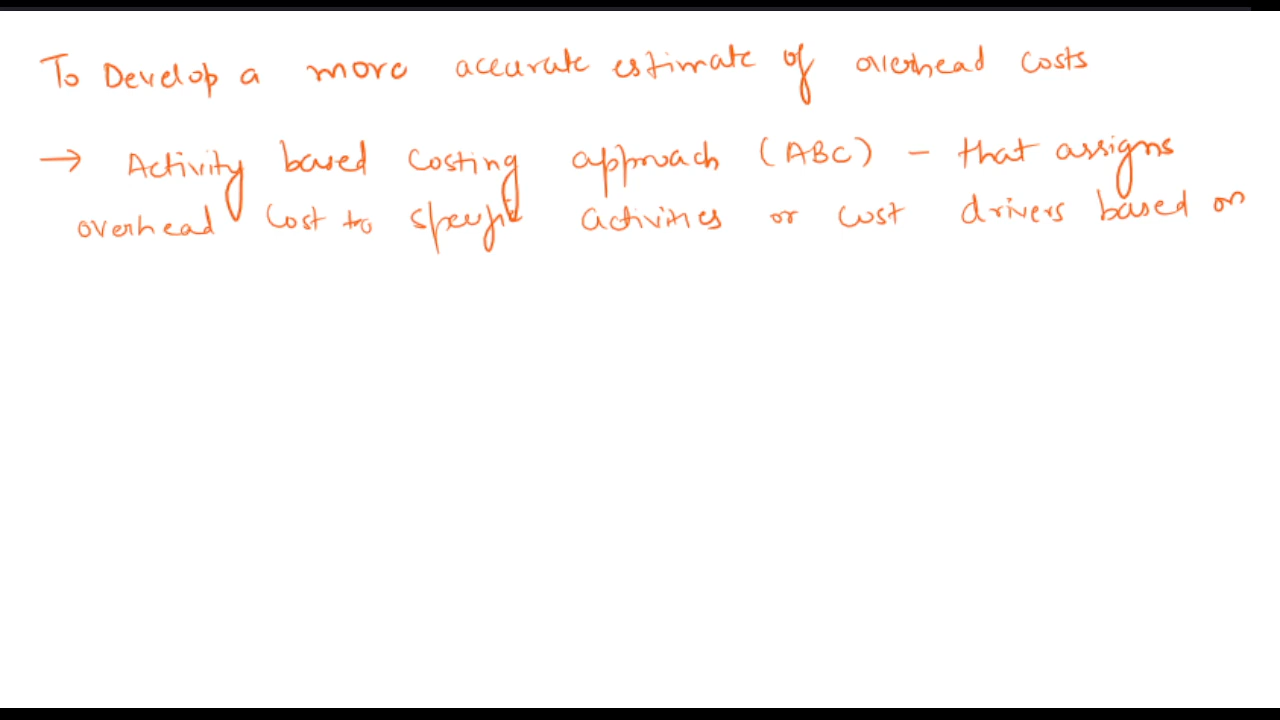 To Develop a more accurate estimate of overhead costs
→ Activity based costing approach (ABC) - that assigns
overhead cost to specific activities or cost drivers based on